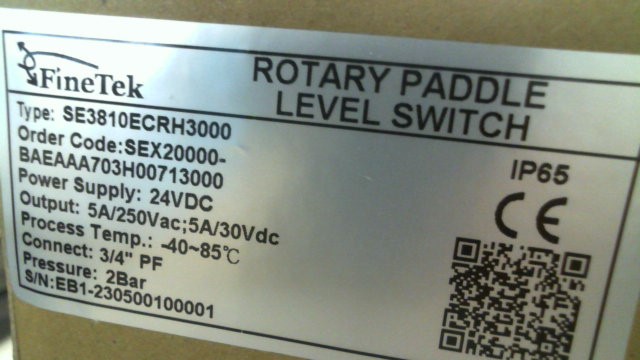 FineTek
ROTARY PADDLE
LEVEL SWITCH
Type: SE3810ECRH3000
Order Code:SEX20000-
BAEAAA703H00713000
Power Supply: 24VDC
Output: 5A/250Vac;5A/30Vdc
Process Temp.: -40~85℃
Connect: 3/4" PF
Pressure: 2Bar
S/N:EB1-230500100001
IP65
CE